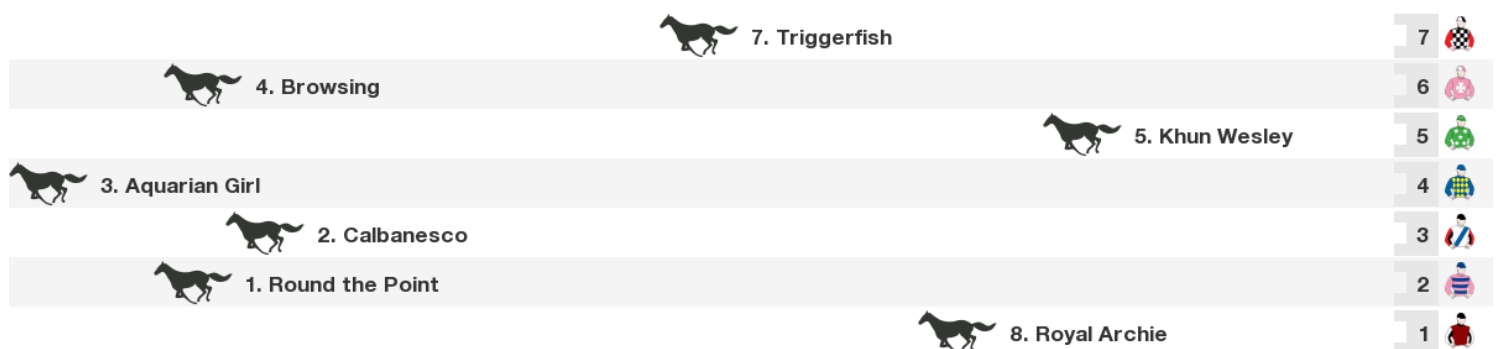 7. Triggerfish 7
4. Browsing 6
5. Khun Wesley 5
3. Aquarian Girl 4
2. Calbanesco 3
1. Round the Point 2
8. Royal Archie 1